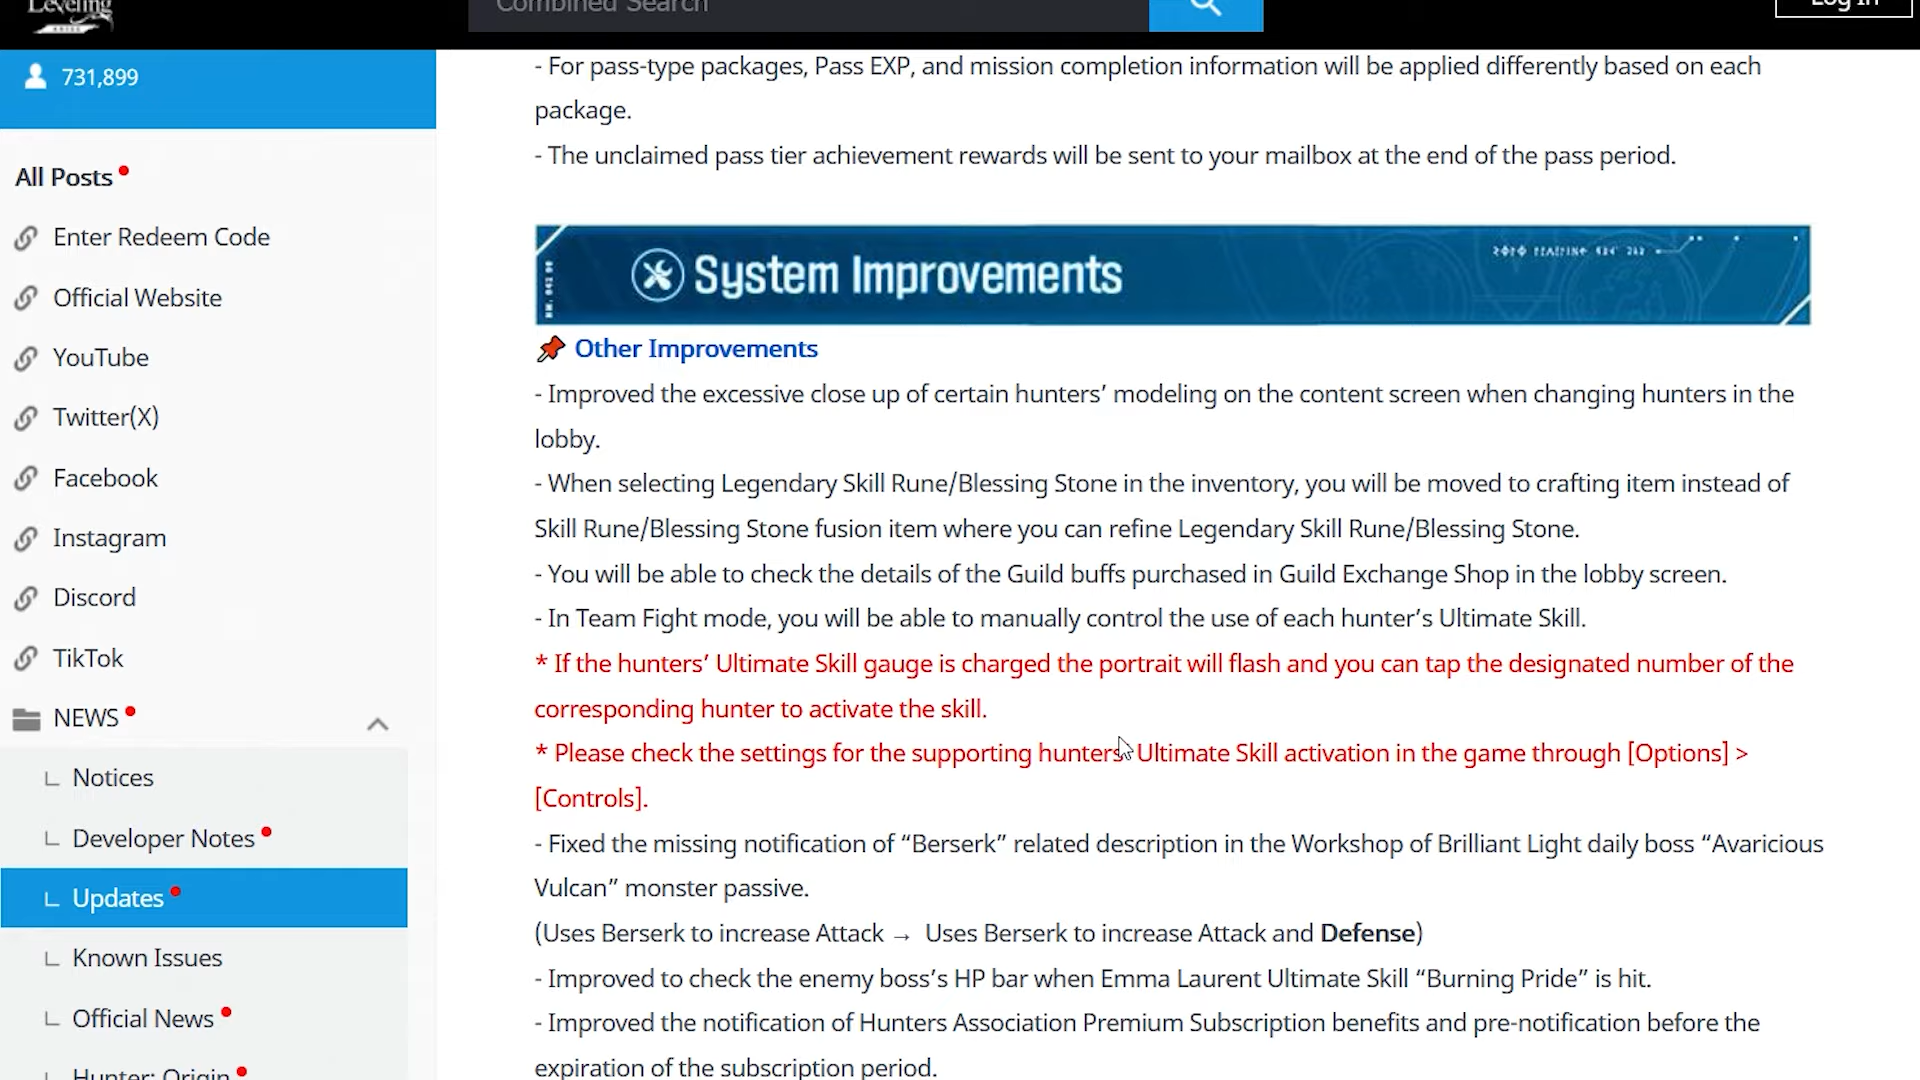 Leveling
ARISE
Combined Search
Log In
731,899
All Posts
Enter Redeem Code
Official Website
YouTube
Twitter(X)
Facebook
Instagram
Discord
TikTok
NEWS
Notices
Developer Notes
Updates
Known Issues
Official News
Hunter: Origin
- For pass-type packages, Pass EXP, and mission completion information will be applied differently based on each
package.
- The unclaimed pass tier achievement rewards will be sent to your mailbox at the end of the pass period.
System Improvements
Other Improvements
- Improved the excessive close up of certain hunters’ modeling on the content screen when changing hunters in the
lobby.
- When selecting Legendary Skill Rune/Blessing Stone in the inventory, you will be moved to crafting item instead of
Skill Rune/Blessing Stone fusion item where you can refine Legendary Skill Rune/Blessing Stone.
- You will be able to check the details of the Guild buffs purchased in Guild Exchange Shop in the lobby screen.
- In Team Fight mode, you will be able to manually control the use of each hunter’s Ultimate Skill.
* If the hunters’ Ultimate Skill gauge is charged the portrait will flash and you can tap the designated number of the
corresponding hunter to activate the skill.
* Please check the settings for the supporting hunters’ Ultimate Skill activation in the game through [Options] >
[Controls].
- Fixed the missing notification of “Berserk” related description in the Workshop of Brilliant Light daily boss “Avaricious
Vulcan” monster passive.
(Uses Berserk to increase Attack → Uses Berserk to increase Attack and Defense)
- Improved to check the enemy boss’s HP bar when Emma Laurent Ultimate Skill “Burning Pride” is hit.
- Improved the notification of Hunters Association Premium Subscription benefits and pre-notification before the
expiration of the subscription period.